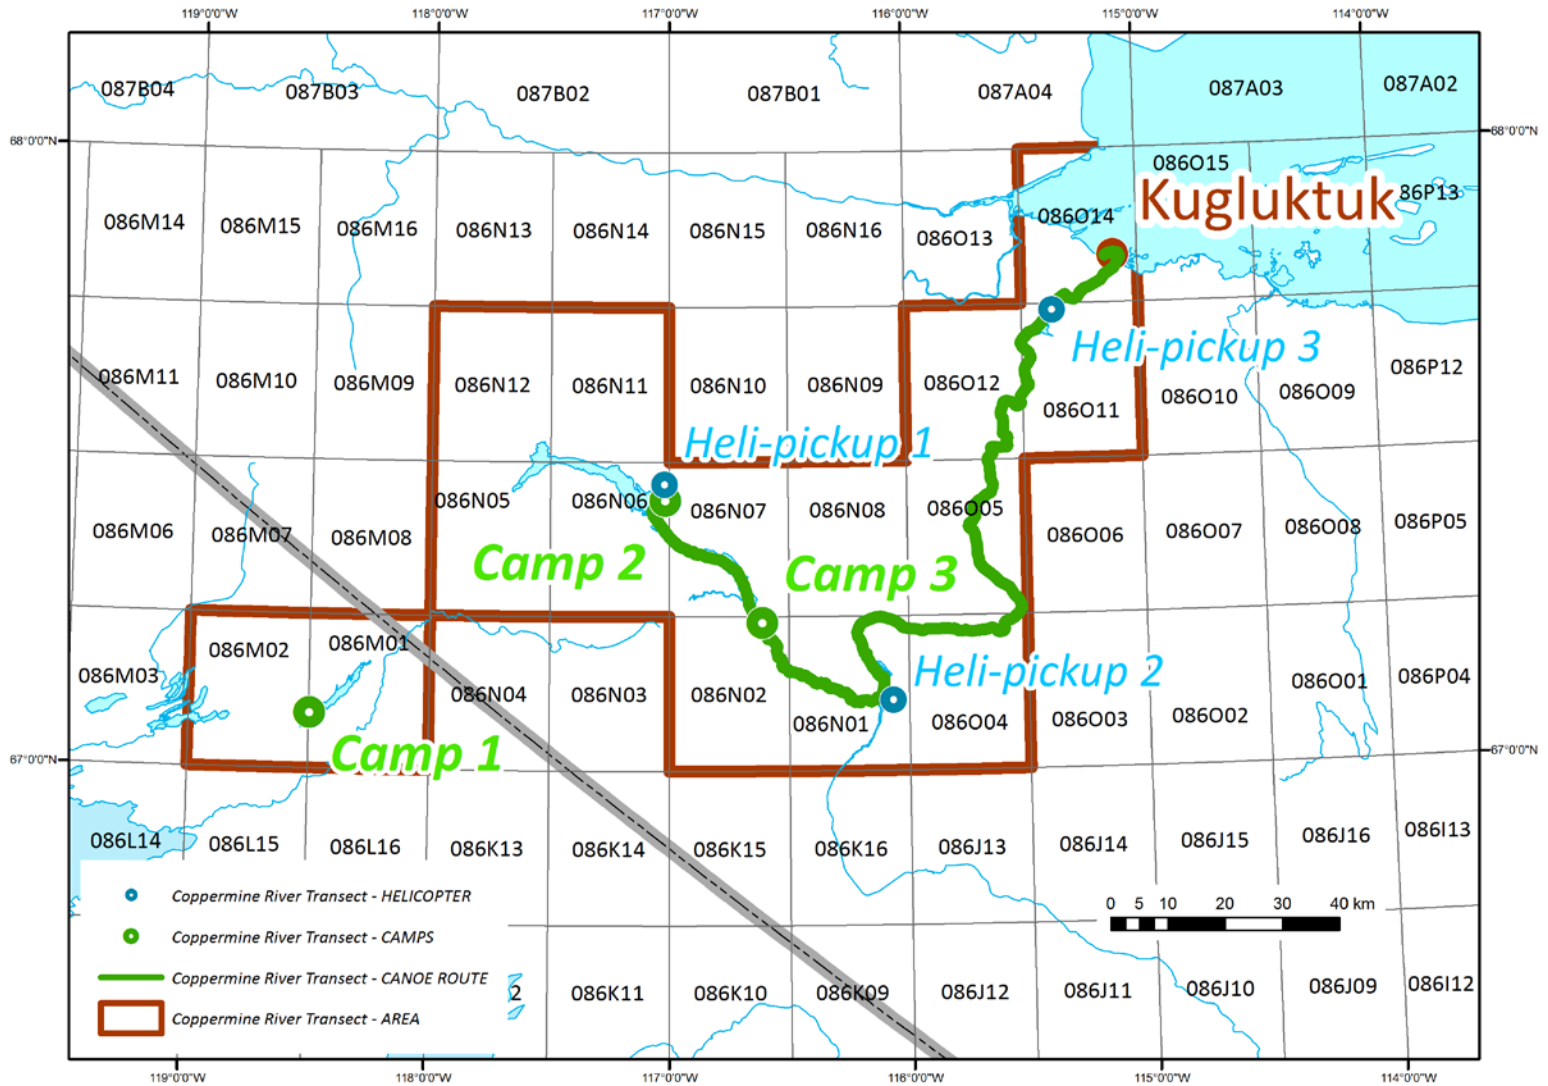 119°0'0"W 118°0'0"W 117°0'0"W 116°0'0"W 115°0'0"W 114°0'0"W
087B04 087B03 087B02 087B01 087A04 087A03 087A02
68°0'0"N 68°0'0"N
086O15
086M14 086M15 086M16 086N13 086N14 086N15 086N16 086O13 086O14 Kugluktuk 86P13
Heli-pickup 3
086M11 086M10 086M09 086N12 086N11 086N10 086N09 086O12 086O11 086O10 086O09 086P12
Heli-pickup 1
086M06 086M07 086M08 086N05 086N06 086N07 086N08 086O05 086O06 086O07 086O08 086P05
Camp 2 Camp 3
086M03 086M02 086M01 086N04 086N03 086N02 086N01 086O04 086O03 086O02 086O01 086P04
Heli-pickup 2
Camp 1
67°0'0"N 67°0'0"N
086L14 086L15 086L16 086K13 086K14 086K15 086K16 086J13 086J14 086J15 086J16 086I13
Coppermine River Transect - HELICOPTER
0 5 10 20 30 40 km
Coppermine River Transect - CAMPS
Coppermine River Transect - CANOE ROUTE
2 086K11 086K10 086K09 086J12 086J11 086J10 086J09 086I12
Coppermine River Transect - AREA
119°0'0"W 118°0'0"W 117°0'0"W 116°0'0"W 115°0'0"W 114°0'0"W